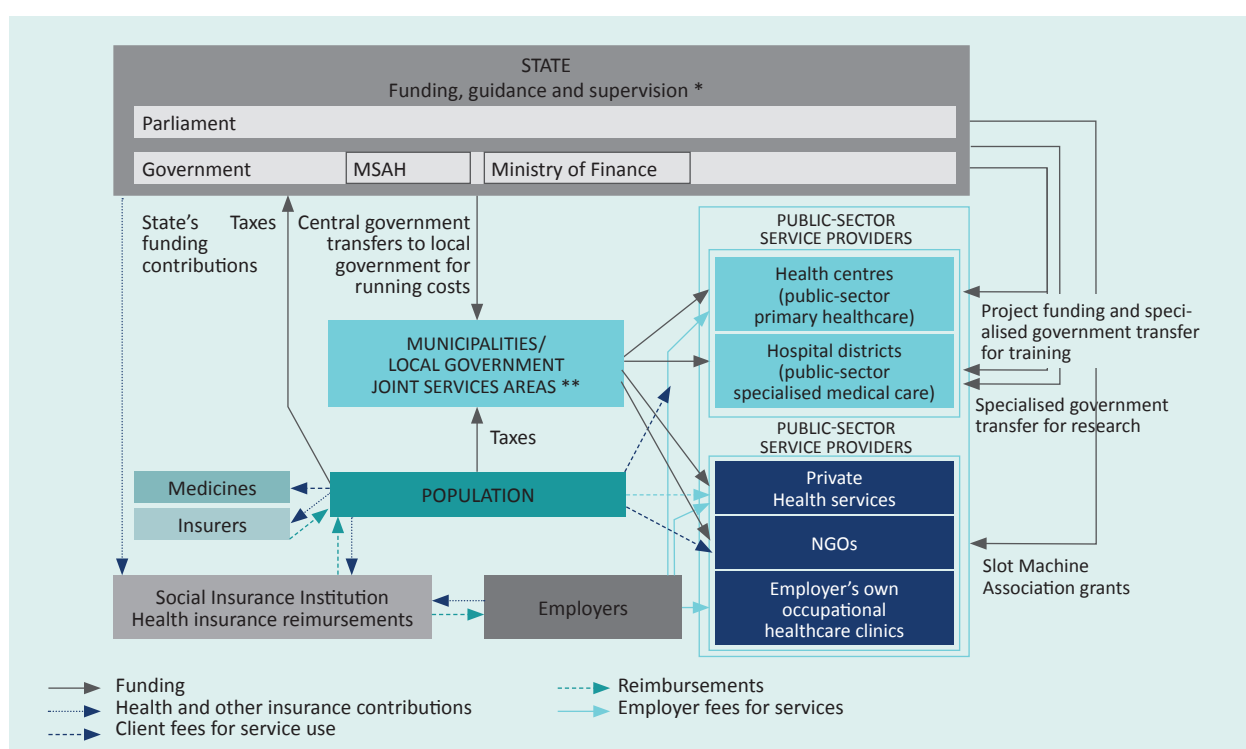 STATE
Funding, guidance and supervision *
Parliament
Government
MSAH
Ministry of Finance
State's
funding
contributions
Taxes
Central government
transfers to local
government for
running costs
PUBLIC-SECTOR
SERVICE PROVIDERS
Health centres
(public-sector
primary healthcare)
Hospital districts
(public-sector
specialised medical care)
Project funding and speci-
alised government transfer
for training
Specialised government
transfer for research
MUNICIPALITIES/
LOCAL GOVERNMENT
JOINT SERVICES AREAS **
Taxes
PUBLIC-SECTOR
SERVICE PROVIDERS
Private
Health services
NGOs
Employer's own
occupational
healthcare clinics
Slot Machine
Association grants
Medicines
Insurers
POPULATION
Social Insurance Institution
Health insurance reimursements
Employers
Funding
Health and other insurance contributions
Client fees for service use
Reimbursements
Employer fees for services